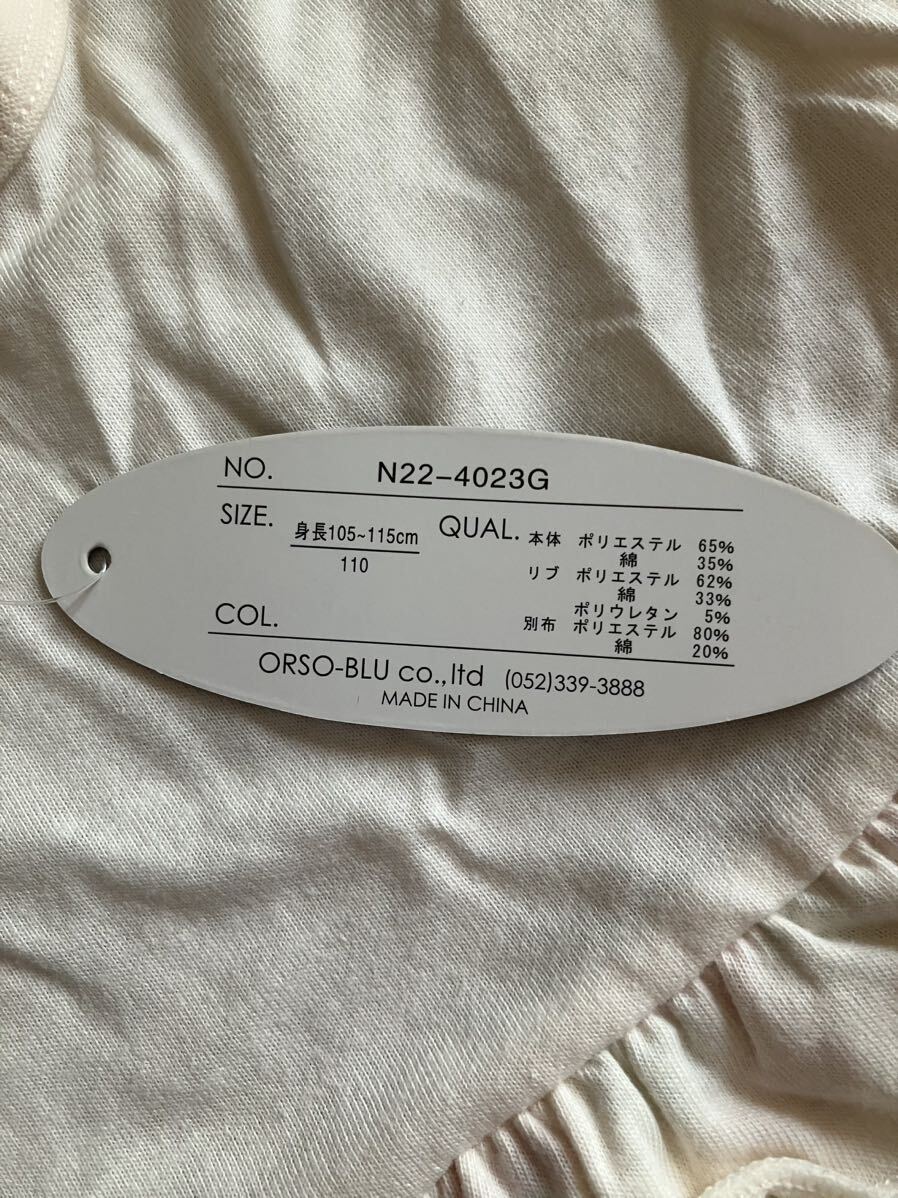 NO. N22-4023G
SIZE. 身長105~115cm
110
QUAL. 本体 ポリエステル 65%
綿 35%
リブ ポリエステル 62%
綿 33%
ポリウレタン 5%
別布 ポリエステル 80%
綿 20%
COL.
ORSO-BLU co.,ltd (052)339-3888
MADE IN CHINA